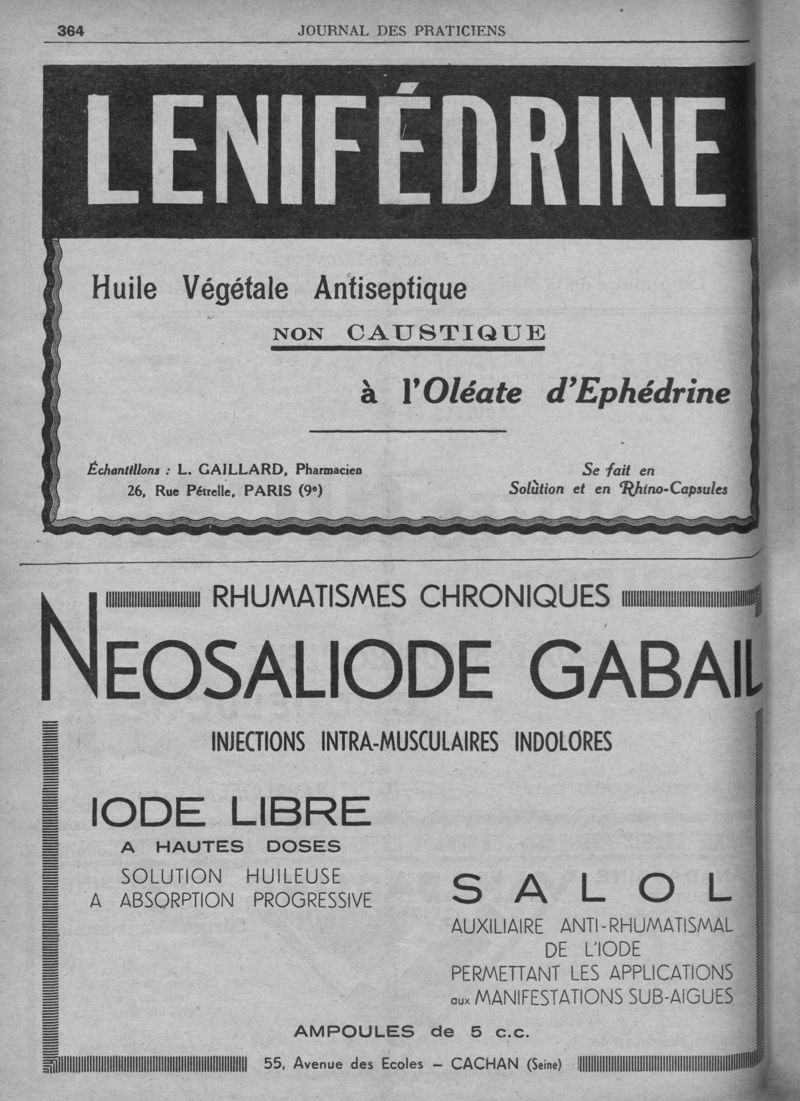 364
JOURNAL DES PRATICIENS
LENIFÉDRINE
Huile Végétale Antiseptique
NON CAUSTIQUE
à l'Oléate d'Ephédrine
Échantillons : L. GAILLARD, Pharmacien
26, Rue Pétrelle, PARIS (9e)
Se fait en
Solution et en Rhino-Capsules
RHUMATISMES CHRONIQUES
NEOSALIODE GABAIL
INJECTIONS INTRA-MUSCULAIRES INDOLORES
IODE LIBRE
A HAUTES DOSES
SOLUTION HUILEUSE
A ABSORPTION PROGRESSIVE
SALOL
AUXILIAIRE ANTI-RHUMATISMAL
DE L'IODE
PERMETTANT LES APPLICATIONS
aux MANIFESTATIONS SUB-AIGUES
AMPOULES de 5 c.c.
55, Avenue des Ecoles – CACHAN (Seine)